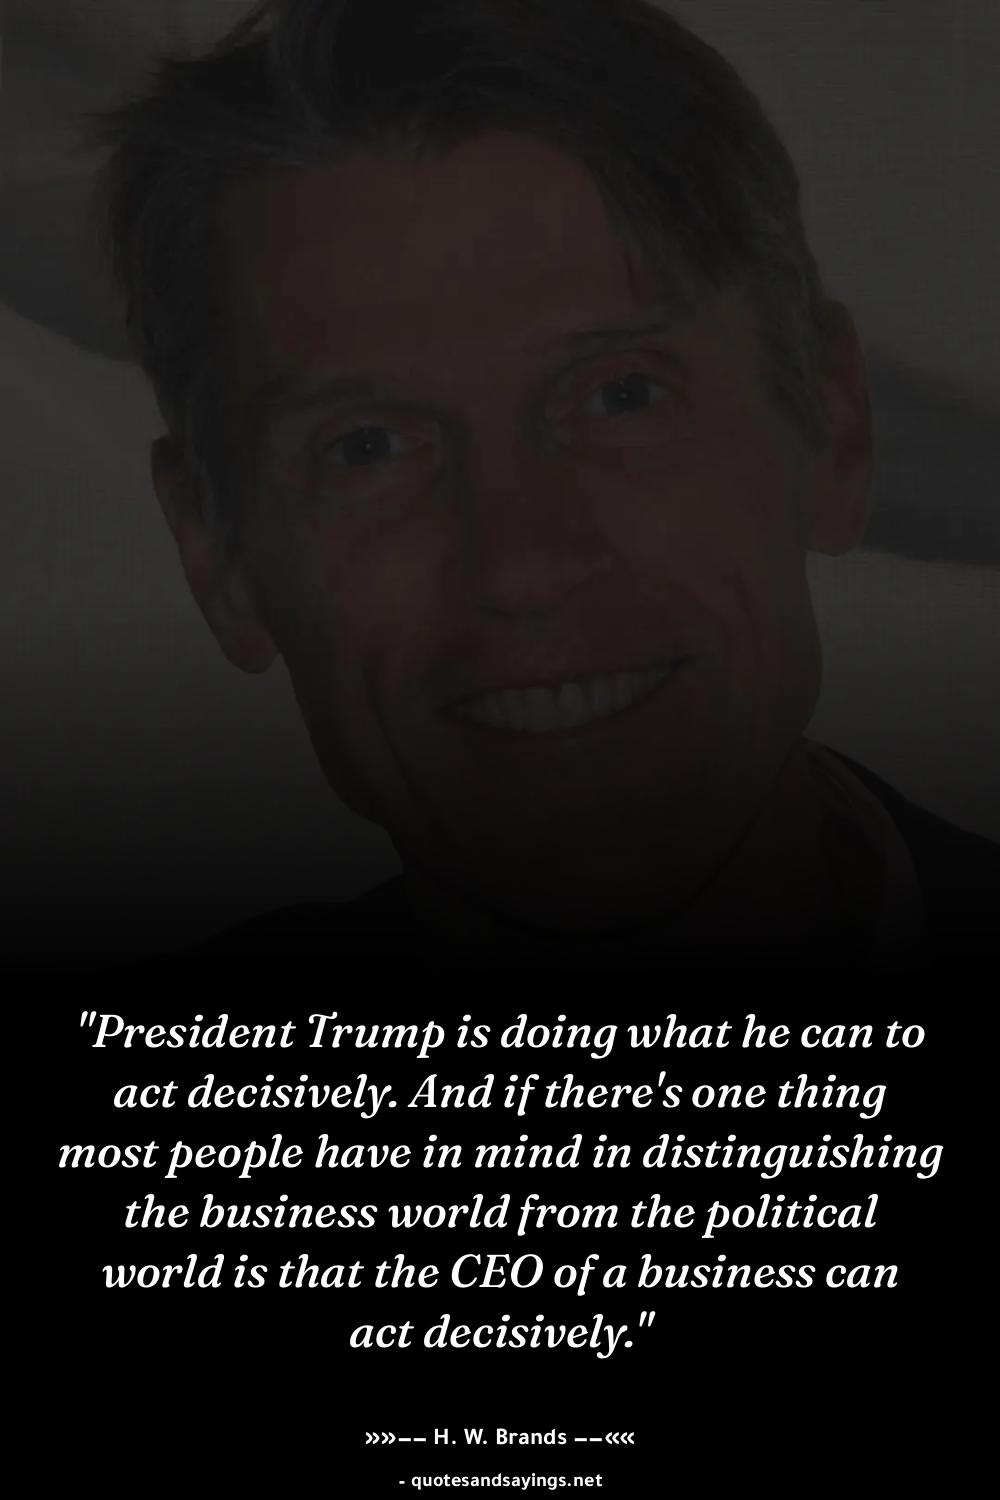 "President Trump is doing what he can to
act decisively. And if there's one thing
most people have in mind in distinguishing
the business world from the political
world is that the CEO of a business can
act decisively."
»»−− H. W. Brands −−««
- quotesandsayings.net